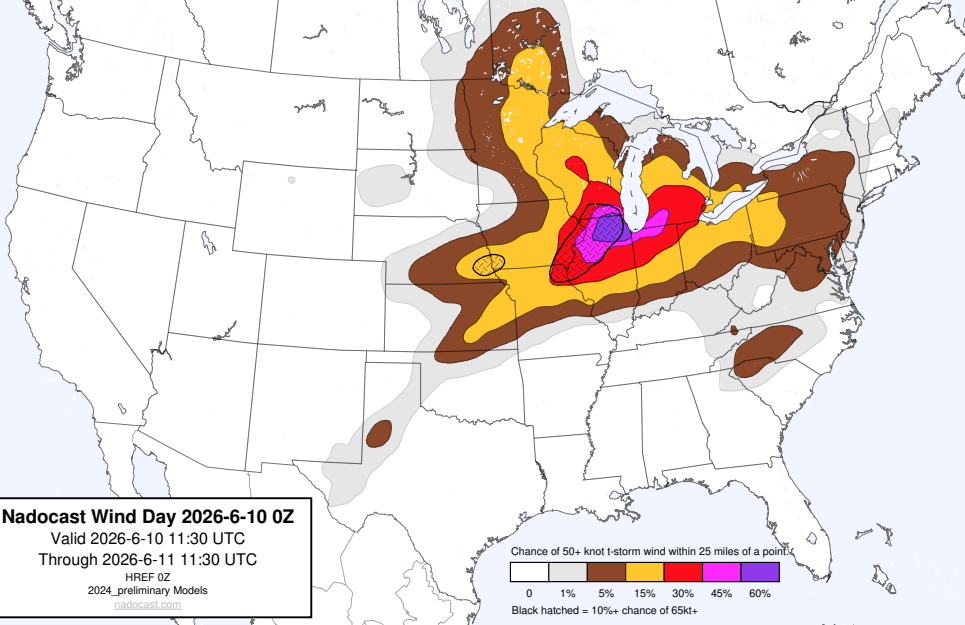 Nadocast Wind Day 2026-6-10 0Z
Valid 2026-6-10 11:30 UTC
Through 2026-6-11 11:30 UTC
HREF 0Z
2024_preliminary Models
nadocast.com
Chance of 50+ knot t-storm wind within 25 miles of a point.
0 1% 5% 15% 30% 45% 60%
Black hatched = 10%+ chance of 65kt+